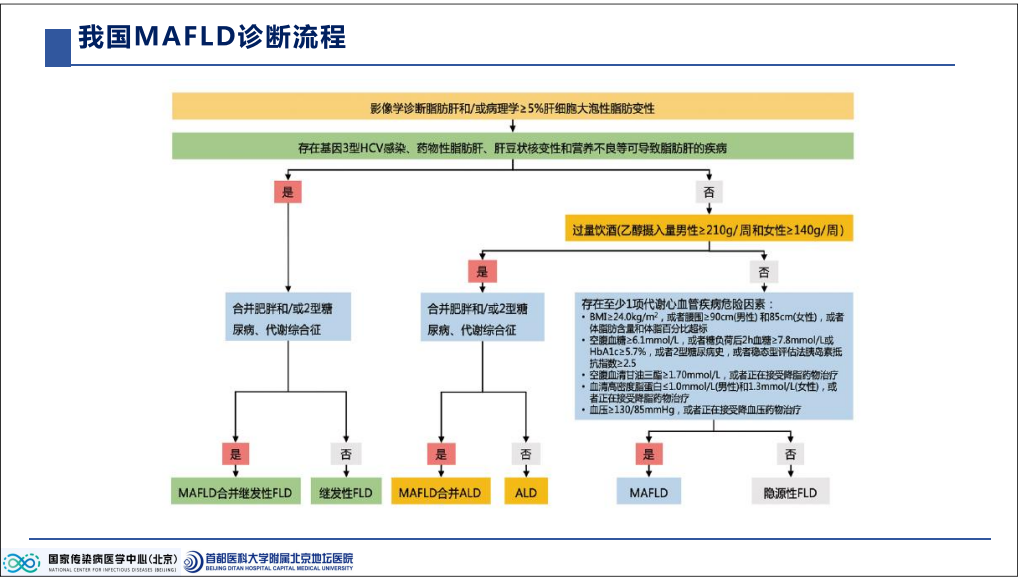 我国MAFLD诊断流程
影像学诊断脂肪肝和/或病理学≥5%肝细胞大泡性脂肪变性
存在基因3型HCV感染、药物性脂肪肝、肝豆状核变性和营养不良等可导致脂肪肝的疾病
是
否
过量饮酒(乙醇摄入量男性≥210g/周和女性≥140g/周)
是
否
合并肥胖和/或2型糖
尿病、代谢综合征
合并肥胖和/或2型糖
尿病、代谢综合征
存在至少1项代谢心血管疾病危险因素：
• BMI≥24.0kg/m²，或者腰围≥90cm(男性) 和85cm(女性)，或者
体脂肪含量和体脂百分比超标
• 空腹血糖≥6.1mmol/L，或者糖负荷后2h血糖≥7.8mmol/L或
HbA1c≥5.7%，或者2型糖尿病史，或者稳态型评估法胰岛素抵
抗指数≥2.5
• 空腹血清甘油三酯≥1.70mmol/L，或者正在接受降脂药物治疗
• 血清高密度脂蛋白≤1.0mmol/L(男性)和1.3mmol/L(女性)，或
者正在接受降脂药物治疗
• 血压≥130/85mmHg，或者正在接受降血压药物治疗
是
否
是
否
是
否
MAFLD合并继发性FLD
继发性FLD
MAFLD合并ALD
ALD
MAFLD
隐源性FLD
国家传染病医学中心(北京)
NATIONAL CENTER FOR INFECTIOUS DISEASES (BEIJING)
首都医科大学附属北京地坛医院
BEIJING DITAN HOSPITAL CAPITAL MEDICAL UNIVERSITY